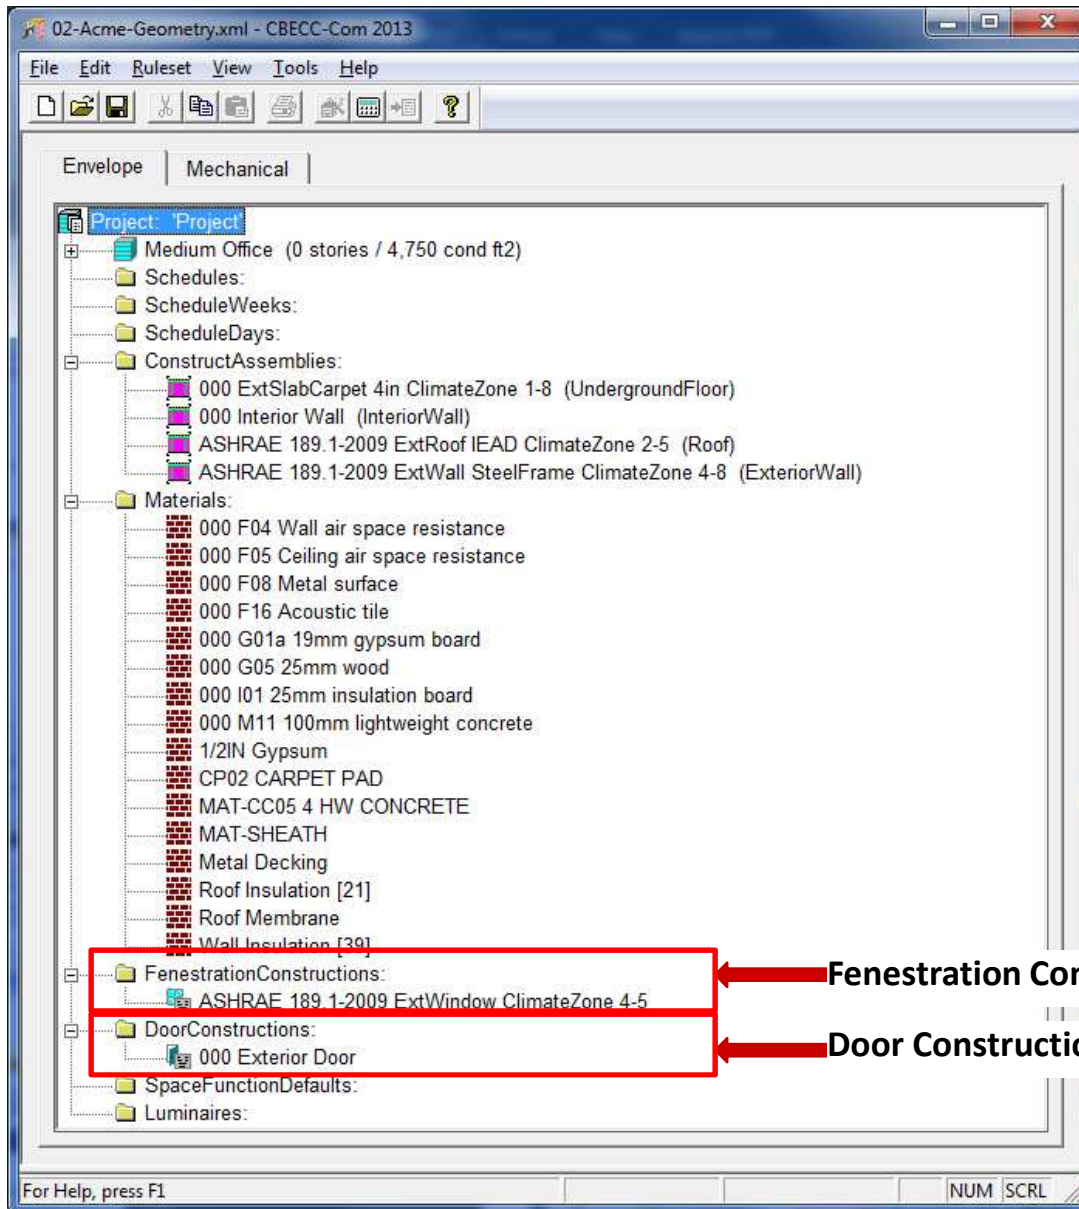 02-Acme-Geometry.xml - CBECC-Com 2013
File Edit Ruleset View Tools Help
Envelope Mechanical
Project: 'Project'
Medium Office (0 stories / 4,750 cond ft2)
Schedules:
ScheduleWeeks:
ScheduleDays:
ConstructAssemblies:
000 ExtSlabCarpet 4in ClimateZone 1-8 (UndergroundFloor)
000 Interior Wall (InteriorWall)
ASHRAE 189.1-2009 ExtRoof IEAD ClimateZone 2-5 (Roof)
ASHRAE 189.1-2009 ExtWall SteelFrame ClimateZone 4-8 (ExteriorWall)
Materials:
000 F04 Wall air space resistance
000 F05 Ceiling air space resistance
000 F08 Metal surface
000 F16 Acoustic tile
000 G01a 19mm gypsum board
000 G05 25mm wood
000 I01 25mm insulation board
000 M11 100mm lightweight concrete
1/2IN Gypsum
CP02 CARPET PAD
MAT-CC05 4 HW CONCRETE
MAT-SHEATH
Metal Decking
Roof Insulation [21]
Roof Membrane
Wall Insulation [39]
FenestrationConstructions:
Fenestration Con
ASHRAE 189.1-2009 ExtWindow ClimateZone 4-5
DoorConstructions:
Door Constructio
000 Exterior Door
SpaceFunctionDefaults:
Luminaires:
For Help, press F1
NUM SCRL